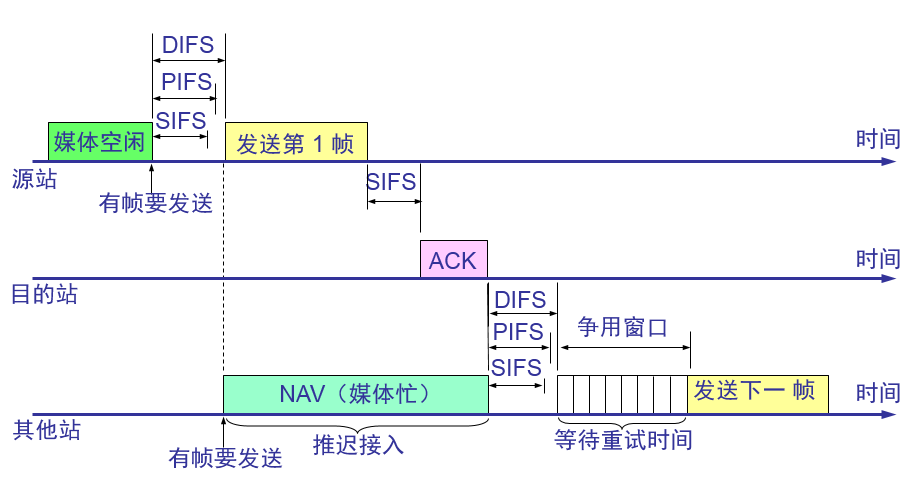 DIFS
PIFS
SIFS
媒体空闲
发送第 1 帧
时间
源站
有帧要发送
SIFS
ACK
时间
目的站
DIFS
PIFS
SIFS
争用窗口
NAV（媒体忙）
发送下一 帧
时间
其他站
有帧要发送
推迟接入
等待重试时间